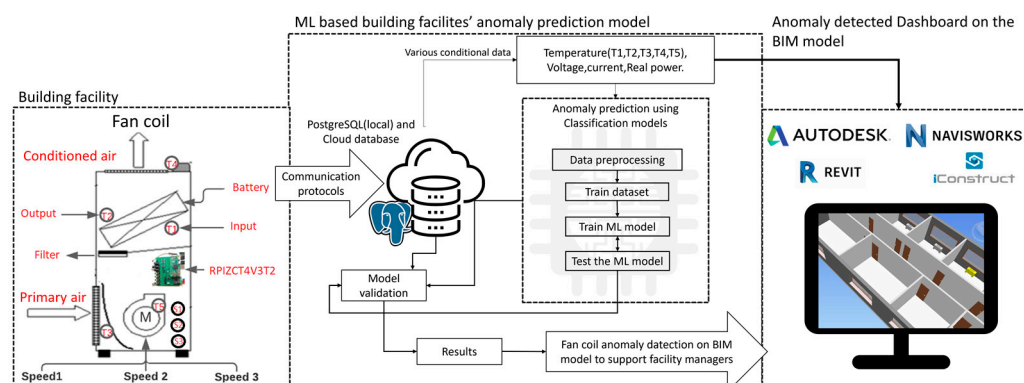 ML based building facilites' anomaly prediction model
Anomaly detected Dashboard on the
BIM model
Building facility
Fan coil
Conditioned air
T4
Battery
Output
T2
T1
Input
Filter
RPIZCT4V3T2
Primary air
T3
T5
M
S1
S2
S3
Speed1
Speed 2
Speed 3
Communication
protocols
PostgreSQL(local) and
Cloud database
Various conditional data
Temperature(T1,T2,T3,T4,T5),
Voltage,current,Real power.
Anomaly prediction using
Classification models
Data preprocessing
Train dataset
Train ML model
Test the ML model
Model
validation
Results
Fan coil anomaly datection on BIM
model to support facility managers
AUTODESK.
NAVISWORKS
R REVIT
iConstruct